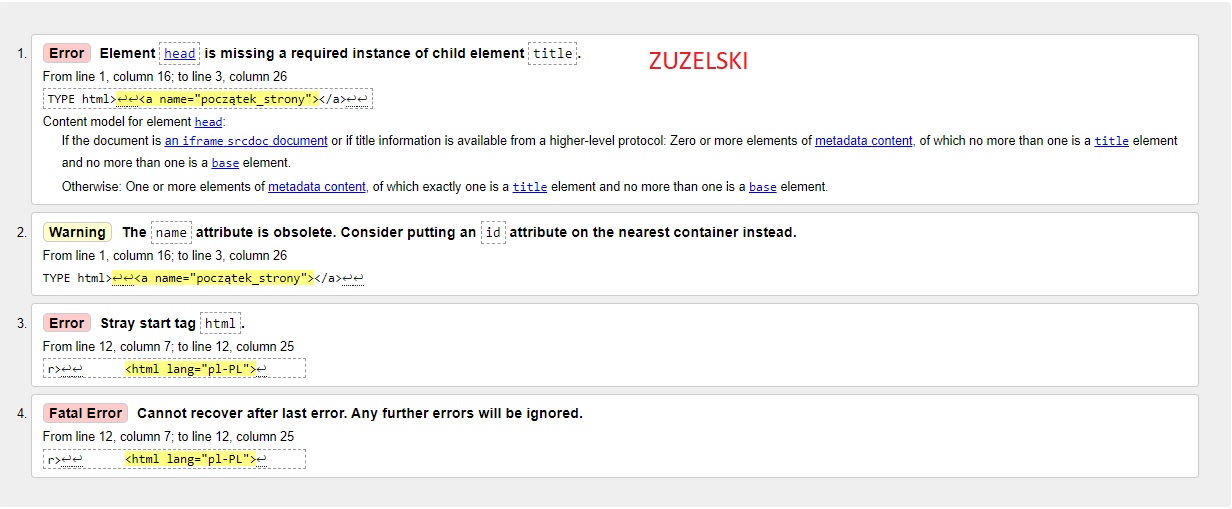 1. Error Element head is missing a required instance of child element title.
ZUZELSKI
From line 1, column 16; to line 3, column 26
TYPE html>↩↩<a name="początek_strony"></a>↩↩
Content model for element head:
If the document is an iframe srcdoc document or if title information is available from a higher-level protocol: Zero or more elements of metadata content, of which no more than one is a title element
and no more than one is a base element.
Otherwise: One or more elements of metadata content, of which exactly one is a title element and no more than one is a base element.
2. Warning The name attribute is obsolete. Consider putting an id attribute on the nearest container instead.
From line 1, column 16; to line 3, column 26
TYPE html>↩↩<a name="początek_strony"></a>↩↩
3. Error Stray start tag html.
From line 12, column 7; to line 12, column 25
r>↩↩      <html lang="pl-PL">↩
4. Fatal Error Cannot recover after last error. Any further errors will be ignored.
From line 12, column 7; to line 12, column 25
r>↩↩      <html lang="pl-PL">↩